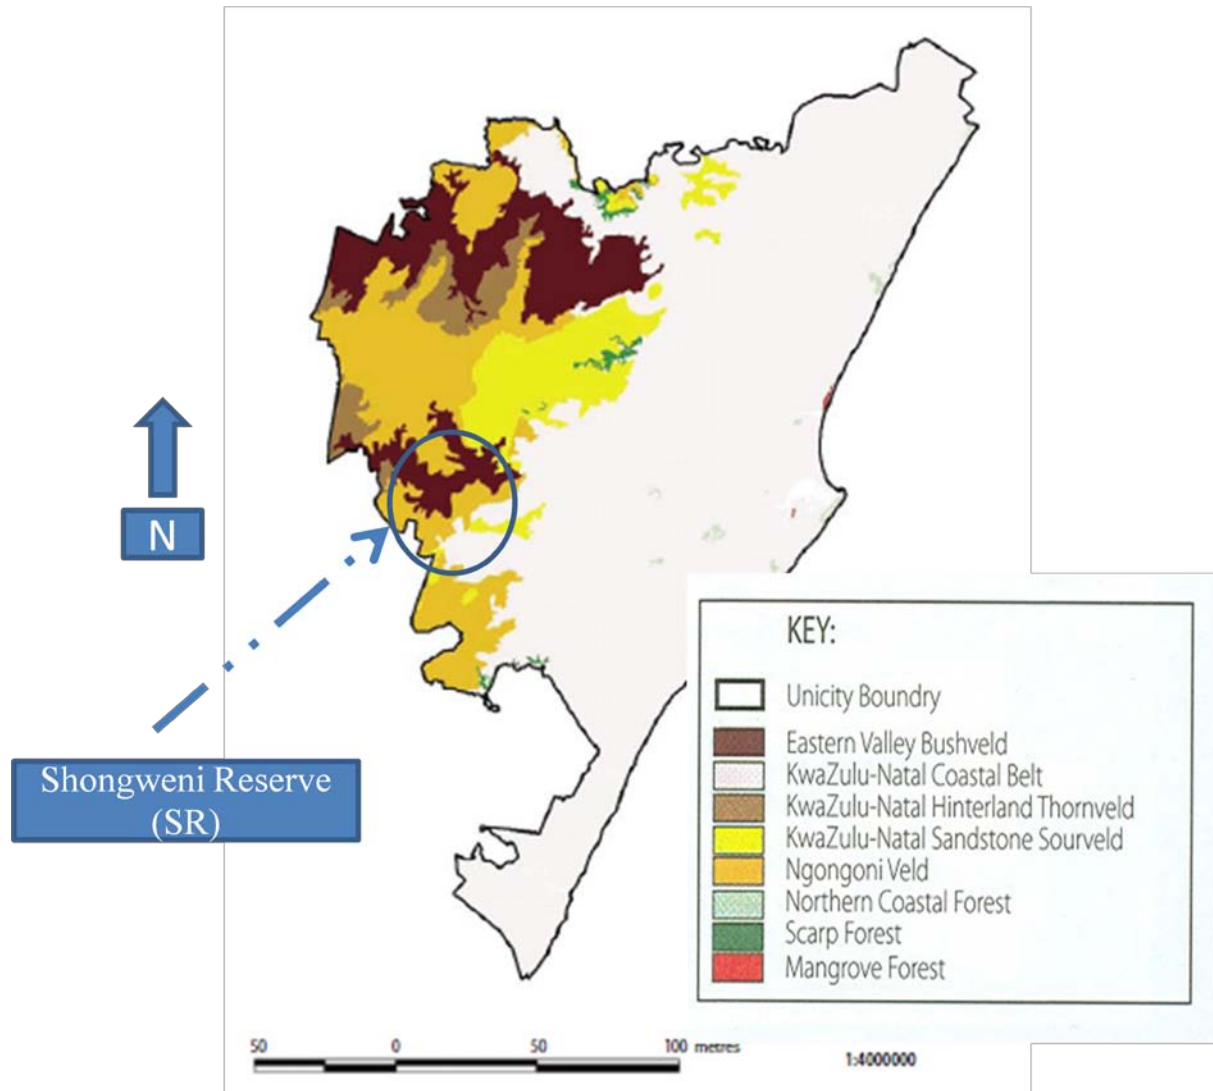 N
Shongweni Reserve
(SR)
KEY:
Unicity Boundry
Eastern Valley Bushveld
KwaZulu-Natal Coastal Belt
KwaZulu-Natal Hinterland Thornveld
KwaZulu-Natal Sandstone Sourveld
Ngongoni Veld
Northern Coastal Forest
Scarp Forest
Mangrove Forest
50 0 50 100 metres
1:4000000